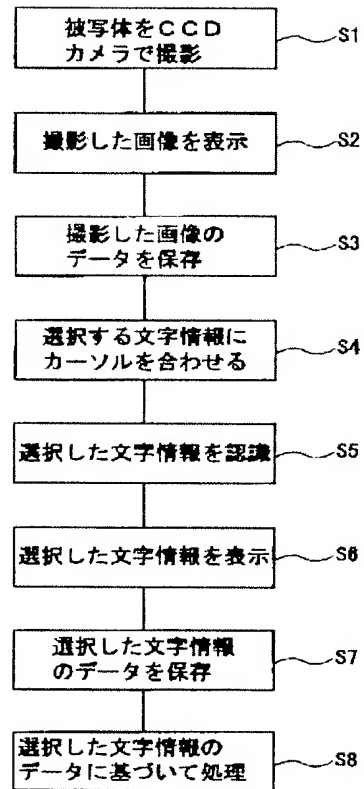 被写体をＣＣＤ
カメラで撮影
S1
撮影した画像を表示
S2
撮影した画像の
データを保存
S3
選択する文字情報に
カーソルを合わせる
S4
選択した文字情報を認識
S5
選択した文字情報を表示
S6
選択した文字情報
のデータを保存
S7
選択した文字情報の
データに基づいて処理
S8